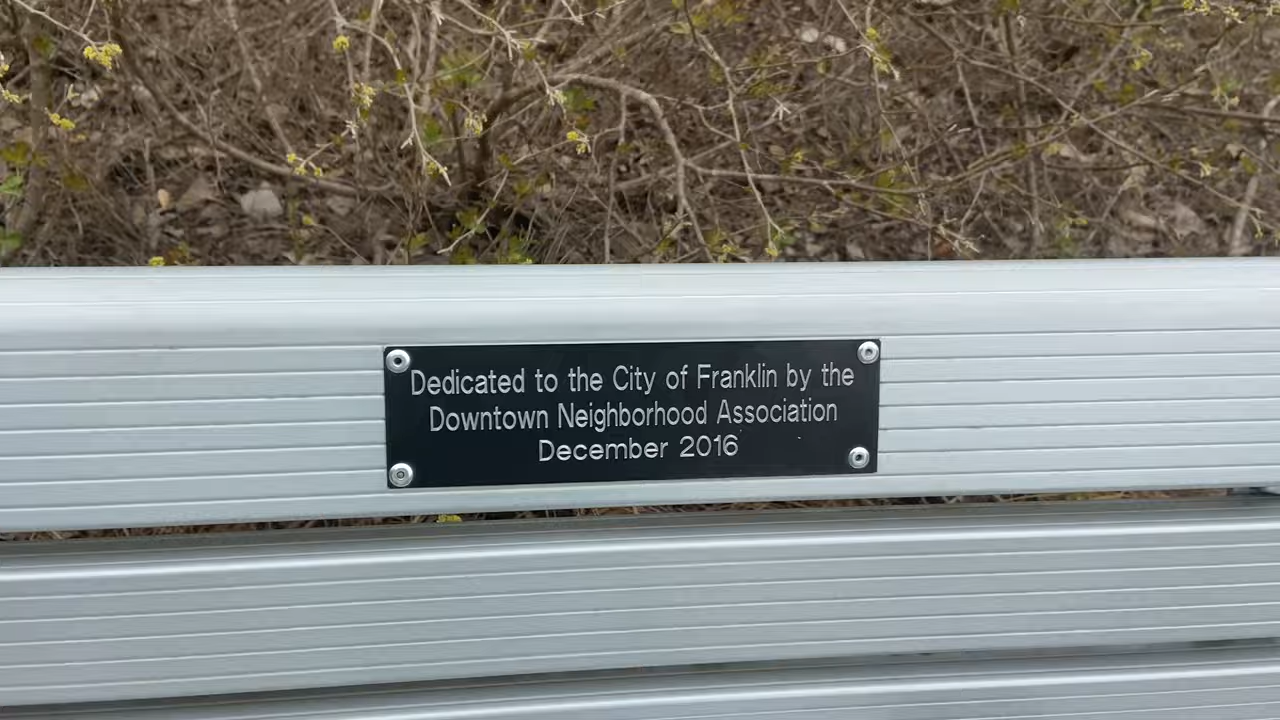 Dedicated to the City of Franklin by the
Downtown Neighborhood Association
December 2016